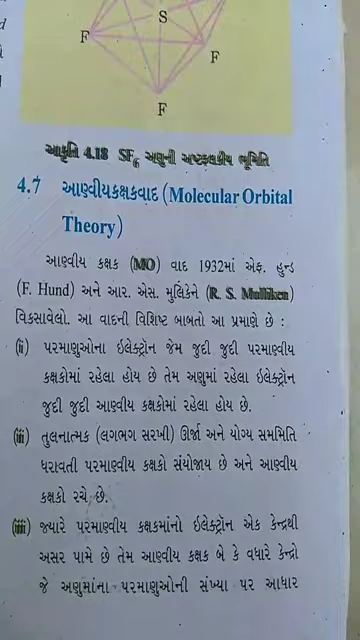 S
F
F
F
આકૃતિ 4.18 SF6 અણુની અષ્ટફલકીય ભૂમિતિ
4.7 આણ્વીયકક્ષકવાદ (Molecular Orbital
Theory)
આણ્વીય કક્ષક (MO) વાદ 1932માં એફ. હુન્ડ
(F. Hund) અને આર. એસ. મુલિકેને (R. S. Mulliken)
વિકસાવેલો. આ વાદની વિશિષ્ટ બાબતો આ પ્રમાણે છે :
(i) પરમાણુઓના ઇલેક્ટ્રૉન જેમ જુદી જુદી પરમાણ્વીય
કક્ષકોમાં રહેલા હોય છે તેમ અણુમાં રહેલા ઇલેક્ટ્રૉન
જુદી જુદી આણ્વીય કક્ષકોમાં રહેલા હોય છે.
(ii) તુલનાત્મક (લગભગ સરખી) ઊર્જા અને યોગ્ય સમમિતિ
ધરાવતી પરમાણ્વીય કક્ષકો સંયોજાય છે અને આણ્વીય
કક્ષકો રચે છે.
(iii) જ્યારે પરમાણ્વીય કક્ષકમાંનો ઇલેક્ટ્રૉન એક કેન્દ્રથી
અસર પામે છે તેમ આણ્વીય કક્ષક બે કે વધારે કેન્દ્રો
જે અણુમાંના પરમાણુઓની સંખ્યા પર આધાર